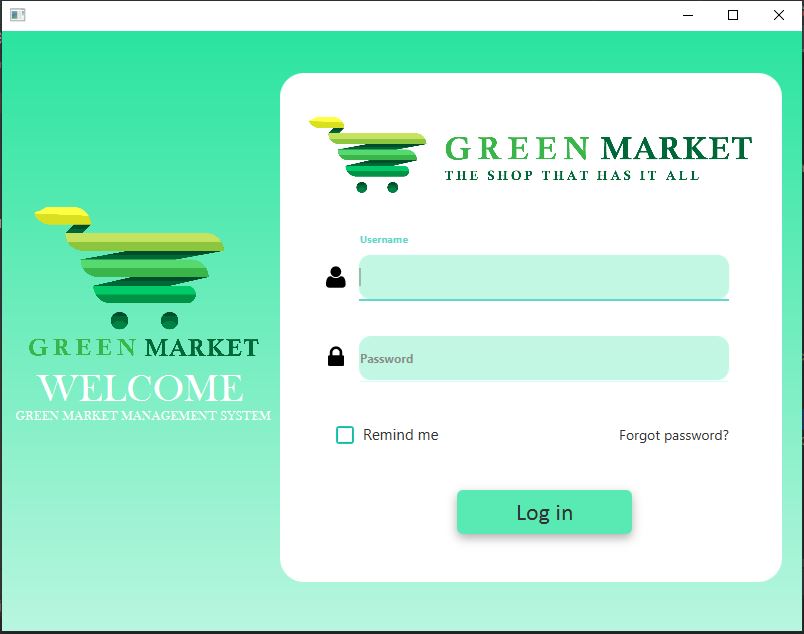 GREEN MARKET
WELCOME
GREEN MARKET MANAGEMENT SYSTEM
GREEN MARKET
THE SHOP THAT HAS IT ALL
Username
Password
Remind me
Forgot password?
Log in